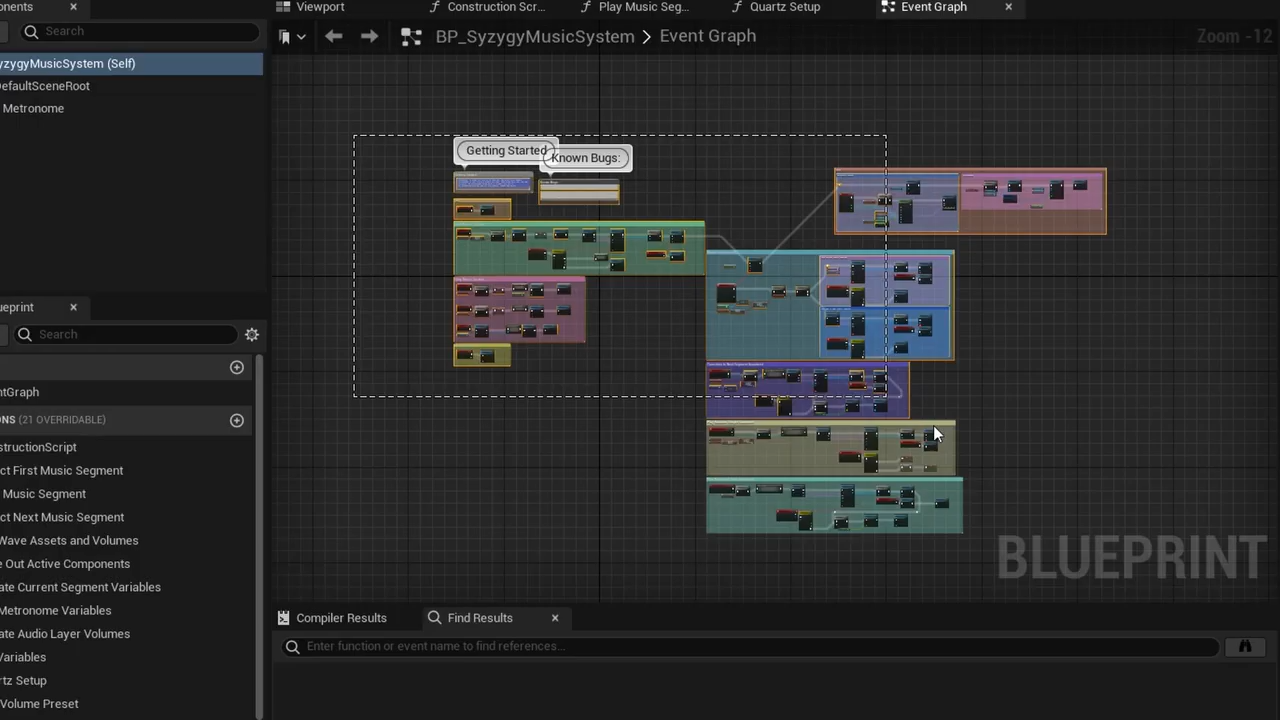 onents
Viewport
Construction Scr...
Play Music Seg...
Quartz Setup
Event Graph
Search
BP_SyzygyMusicSystem > Event Graph
Zoom -12
yzygyMusicSystem (Self)
DefaultSceneRoot
Metronome
Getting Started
Known Bugs:
eprint
Search
ntGraph
ONS (21 OVERRIDABLE)
structionScript
ct First Music Segment
Music Segment
ct Next Music Segment
Wave Assets and Volumes
e Out Active Components
ate Current Segment Variables
Metronome Variables
ate Audio Layer Volumes
Variables
rtz Setup
Volume Preset
BLUEPRINT
Compiler Results
Find Results
Enter function or event name to find references...